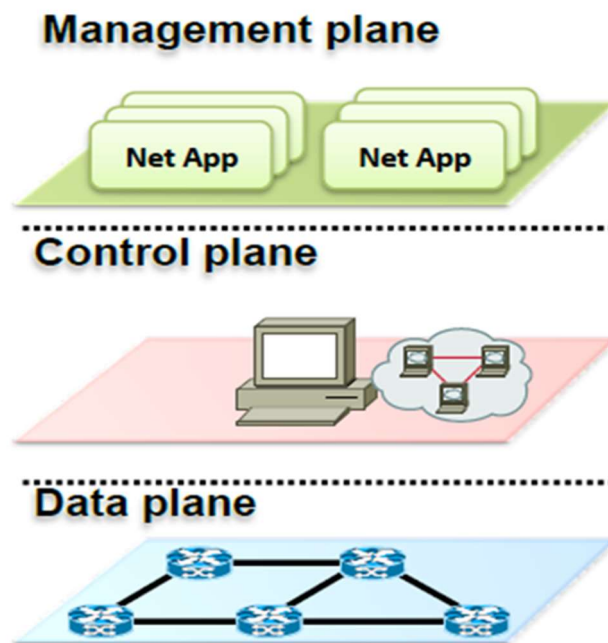 Management plane
Net App
Net App
Control plane
Data plane